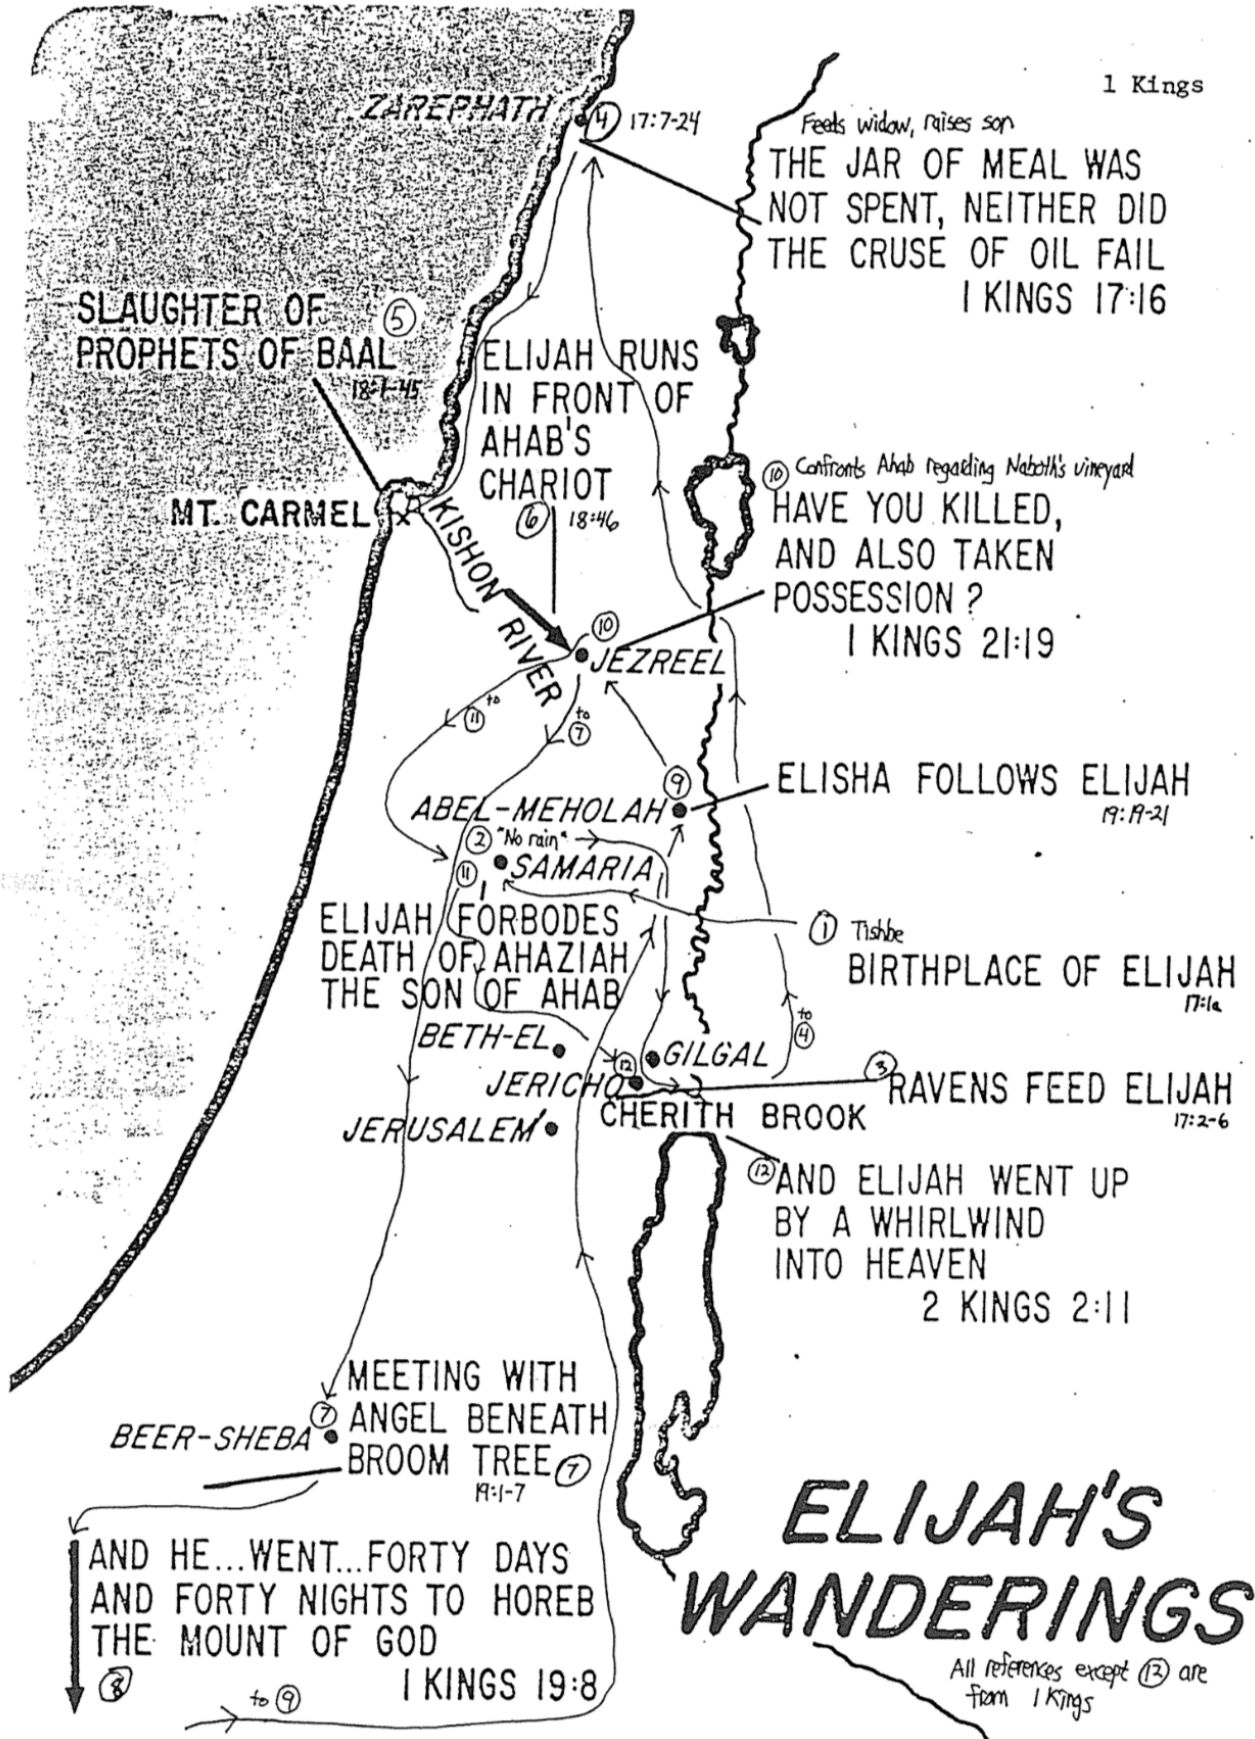 1 Kings
ZAREPHATH
4 17:7-24
Feeds widow, raises son
THE JAR OF MEAL WAS
NOT SPENT, NEITHER DID
THE CRUSE OF OIL FAIL
1 KINGS 17:16
SLAUGHTER OF
PROPHETS OF BAAL
5
18:1-45
ELIJAH RUNS
IN FRONT OF
AHAB'S
CHARIOT
6 18:46
MT. CARMEL
KISHON RIVER
10 Confronts Ahab regarding Naboth's vineyard
HAVE YOU KILLED,
AND ALSO TAKEN
POSSESSION?
1 KINGS 21:19
10
JEZREEL
11 to
to
7
9
ABEL-MEHOLAH
ELISHA FOLLOWS ELIJAH
19:19-21
2 "No rain"
SAMARIA
11
1 Tishbe
BIRTHPLACE OF ELIJAH
17:1a
ELIJAH FORBODES
DEATH OF AHAZIAH
THE SON OF AHAB
to
4
BETH-EL
GILGAL
12
JERICHO
3
RAVENS FEED ELIJAH
17:2-6
CHERITH BROOK
JERUSALEM
12 AND ELIJAH WENT UP
BY A WHIRLWIND
INTO HEAVEN
2 KINGS 2:11
MEETING WITH
ANGEL BENEATH
BROOM TREE 7
19:1-7
7
BEER-SHEBA
AND HE...WENT...FORTY DAYS
AND FORTY NIGHTS TO HOREB
THE MOUNT OF GOD
8
1 KINGS 19:8
to 9
ELIJAH'S
WANDERINGS
All references except 12 are
from 1 Kings